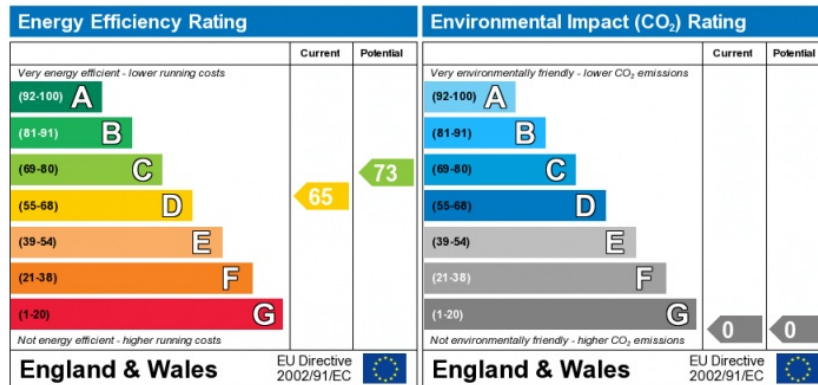 Energy Efficiency Rating
Current Potential
Very energy efficient - lower running costs
(92-100) A
(81-91) B
(69-80) C
73
(55-68) D
65
(39-54) E
(21-38) F
(1-20) G
Not energy efficient - higher running costs
England & Wales
EU Directive
2002/91/EC
Environmental Impact (CO₂) Rating
Current Potential
Very environmentally friendly - lower CO₂ emissions
(92-100) A
(81-91) B
(69-80) C
(55-68) D
(39-54) E
(21-38) F
(1-20) G
0 0
Not environmentally friendly - higher CO₂ emissions
England & Wales
EU Directive
2002/91/EC